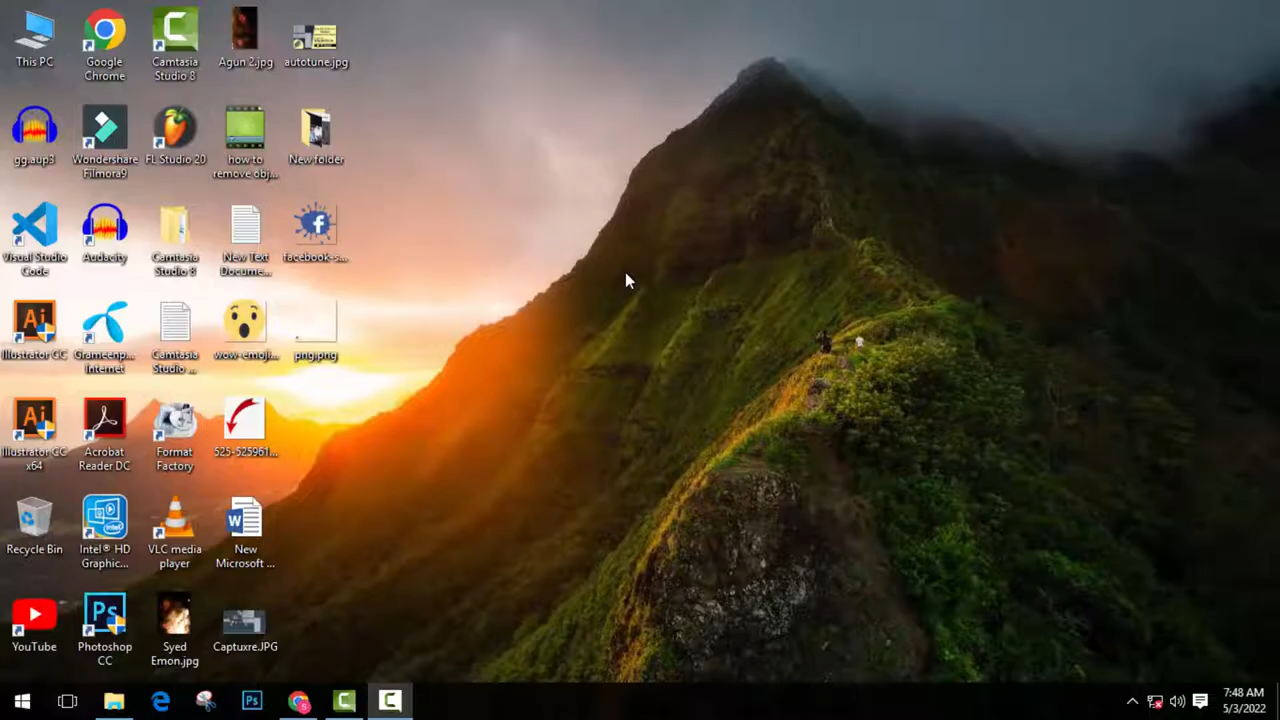 This PC
Google
Chrome
Camtasia
Studio 8
Agun 2.jpg
autotune.jpg
gg.aup3
Wondershare
Filmora9
FL Studio 20
how to
remove obj...
New folder
Visual Studio
Code
Audacity
Camtasia
Studio 8
New Text
Docume...
facebook-s...
Illustrator CC
Grameenp...
Internet
Camtasia
Studio ...
wow-emoji...
png.png
Illustrator CC
x64
Acrobat
Reader DC
Format
Factory
525-525961...
Recycle Bin
Intel® HD
Graphic...
VLC media
player
New
Microsoft ...
YouTube
Photoshop
CC
Syed
Emon.jpg
Captuxre.JPG
7:48 AM
5/3/2022